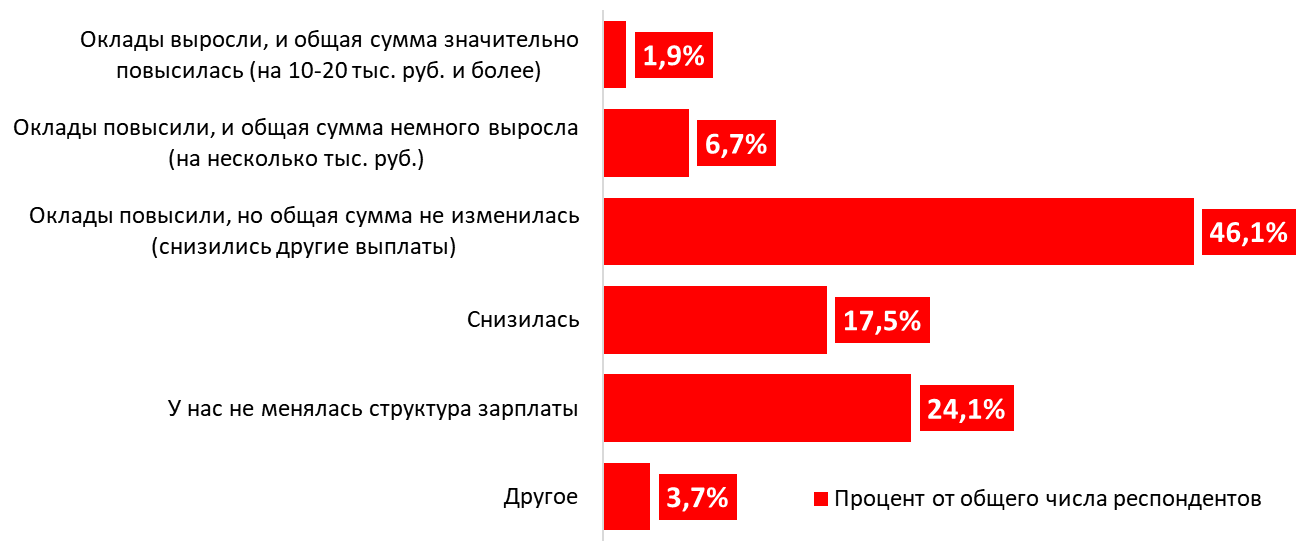 Оклады выросли, и общая сумма значительно
повысилась (на 10-20 тыс. руб. и более)
1,9%
Оклады повысили, и общая сумма немного выросла
(на несколько тыс. руб.)
6,7%
Оклады повысили, но общая сумма не изменилась
(снизились другие выплаты)
46,1%
Снизилась
17,5%
У нас не менялась структура зарплаты
24,1%
Другое
3,7%
Процент от общего числа респондентов